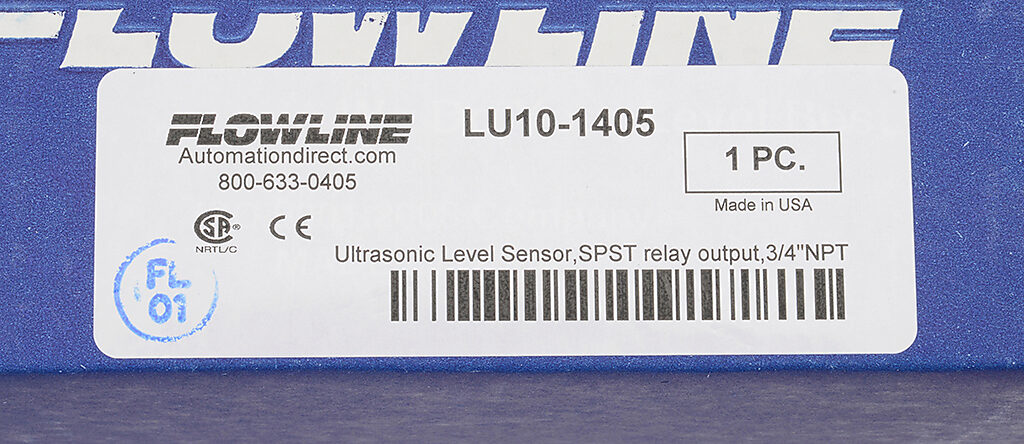 FLOWLINE
FLOWLINE
Automationdirect.com
800-633-0405
LU10-1405
1 PC.
Made in USA
CSA®
NRTL/C
CE
Ultrasonic Level Sensor,SPST relay output,3/4"NPT
FL
01